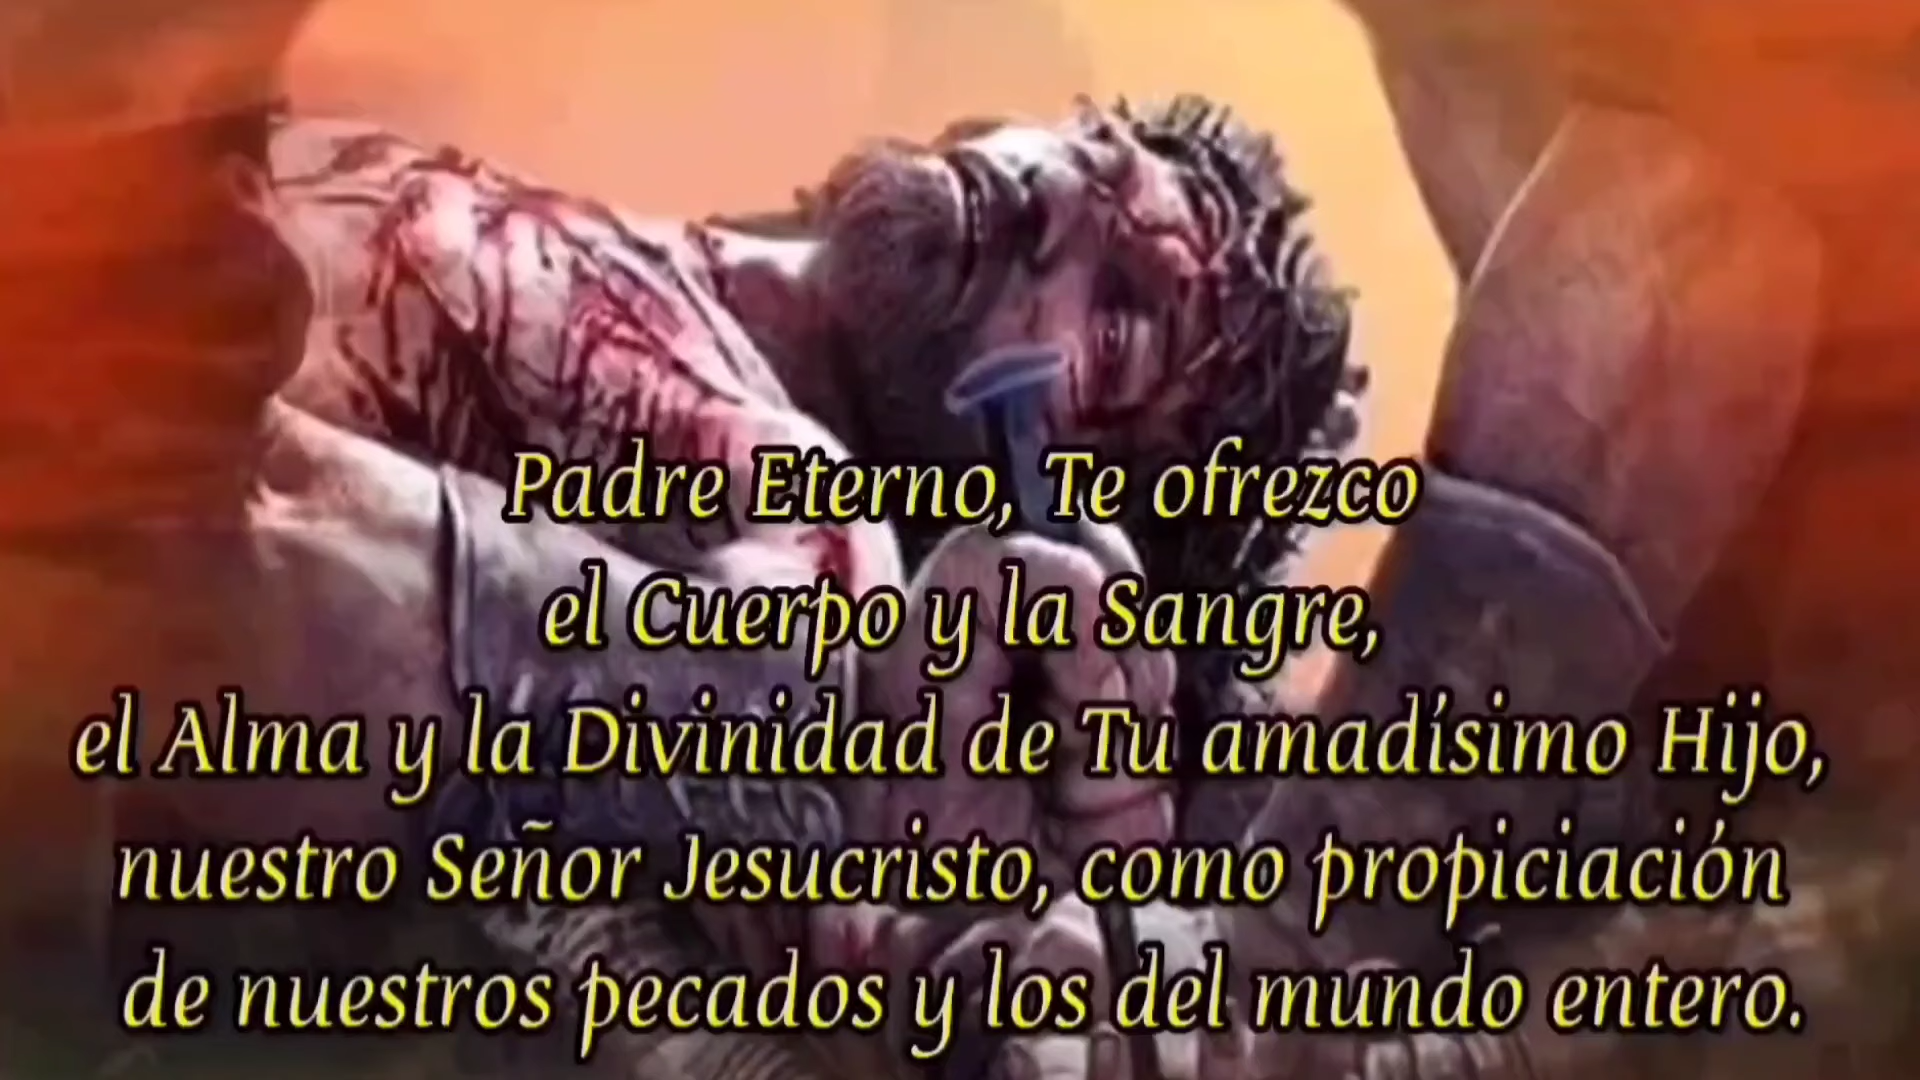 Padre Eterno, Te ofrezco
el Cuerpo y la Sangre,
el Alma y la Divinidad de Tu amadísimo Hijo,
nuestro Señor Jesucristo, como propiciación
de nuestros pecados y los del mundo entero.